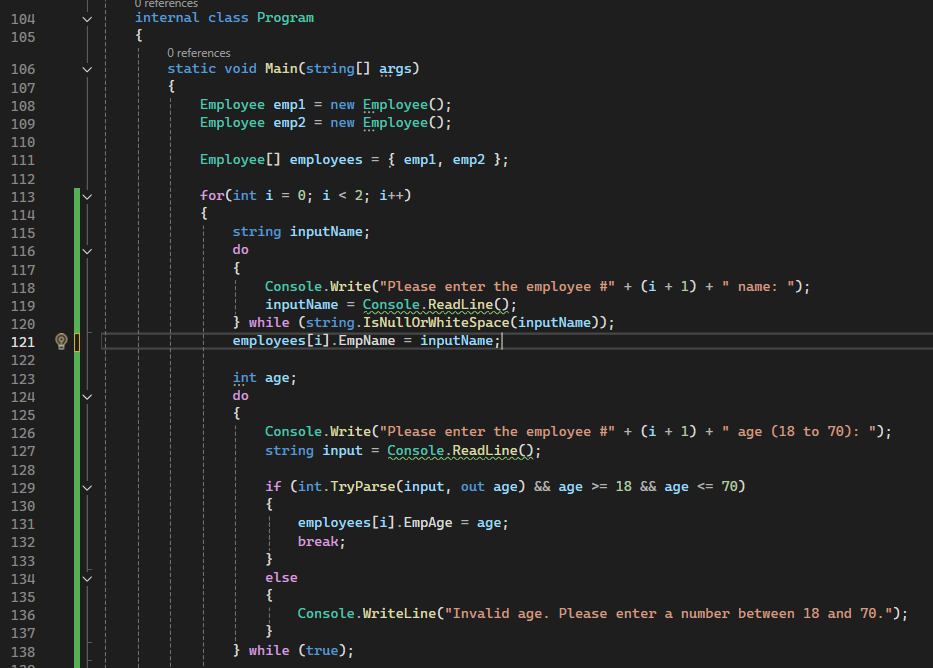 0 references
104 internal class Program
105 {
0 references
106 static void Main(string[] args)
107 {
108 Employee emp1 = new Employee();
109 Employee emp2 = new Employee();
110
111 Employee[] employees = { emp1, emp2 };
112
113 for(int i = 0; i < 2; i++)
114 {
115 string inputName;
116 do
117 {
118 Console.Write("Please enter the employee #" + (i + 1) + " name: ");
119 inputName = Console.ReadLine();
120 } while (string.IsNullOrWhiteSpace(inputName));
121 employees[i].EmpName = inputName;
122
123 int age;
124 do
125 {
126 Console.Write("Please enter the employee #" + (i + 1) + " age (18 to 70): ");
127 string input = Console.ReadLine();
128
129 if (int.TryParse(input, out age) && age >= 18 && age <= 70)
130 {
131 employees[i].EmpAge = age;
132 break;
133 }
134 else
135 {
136 Console.WriteLine("Invalid age. Please enter a number between 18 and 70.");
137 }
138 } while (true);